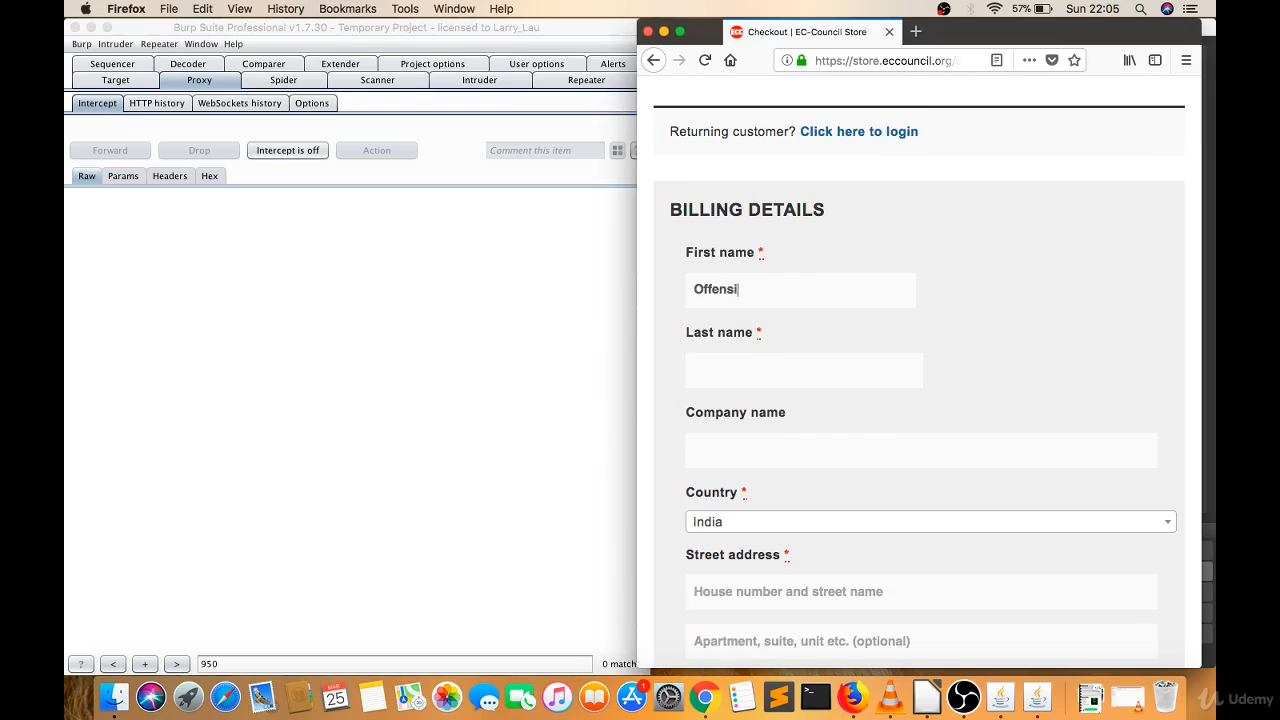 Firefox File Edit View History Bookmarks Tools Window Help 57% Sun 22:05
Burp Suite Professional v1.7.30 - Temporary Project - licensed to Larry_Lau
Burp Intruder Repeater Window Help
Sequencer Decoder Comparer Extender Project options User options Alerts
Target Proxy Spider Scanner Intruder Repeater
Intercept HTTP history WebSockets history Options
Forward Drop Intercept is off Action Comment this item
Raw Params Headers Hex
? < + > 950 0 match
ECC Checkout | EC-Council Store
https://store.eccouncil.org/
Returning customer? Click here to login
BILLING DETAILS
First name *
Offensi
Last name *
Company name
Country *
India
Street address *
House number and street name
Apartment, suite, unit etc. (optional)
MAR
25
1
Udemy